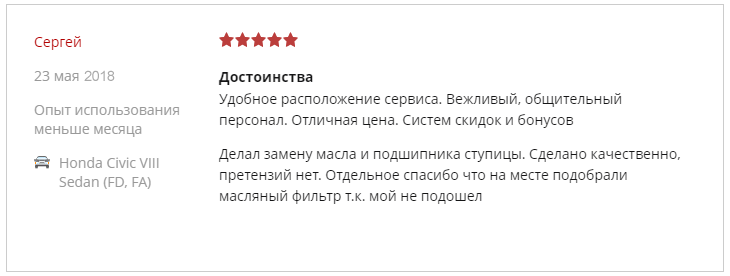 Сергей
23 мая 2018
Опыт использования
меньше месяца
Honda Civic VIII
Sedan (FD, FA)
Достоинства
Удобное расположение сервиса. Вежливый, общительный
персонал. Отличная цена. Систем скидок и бонусов
Делал замену масла и подшипника ступицы. Сделано качественно,
претензий нет. Отдельное спасибо что на месте подобрали
масляный фильтр т.к. мой не подошел